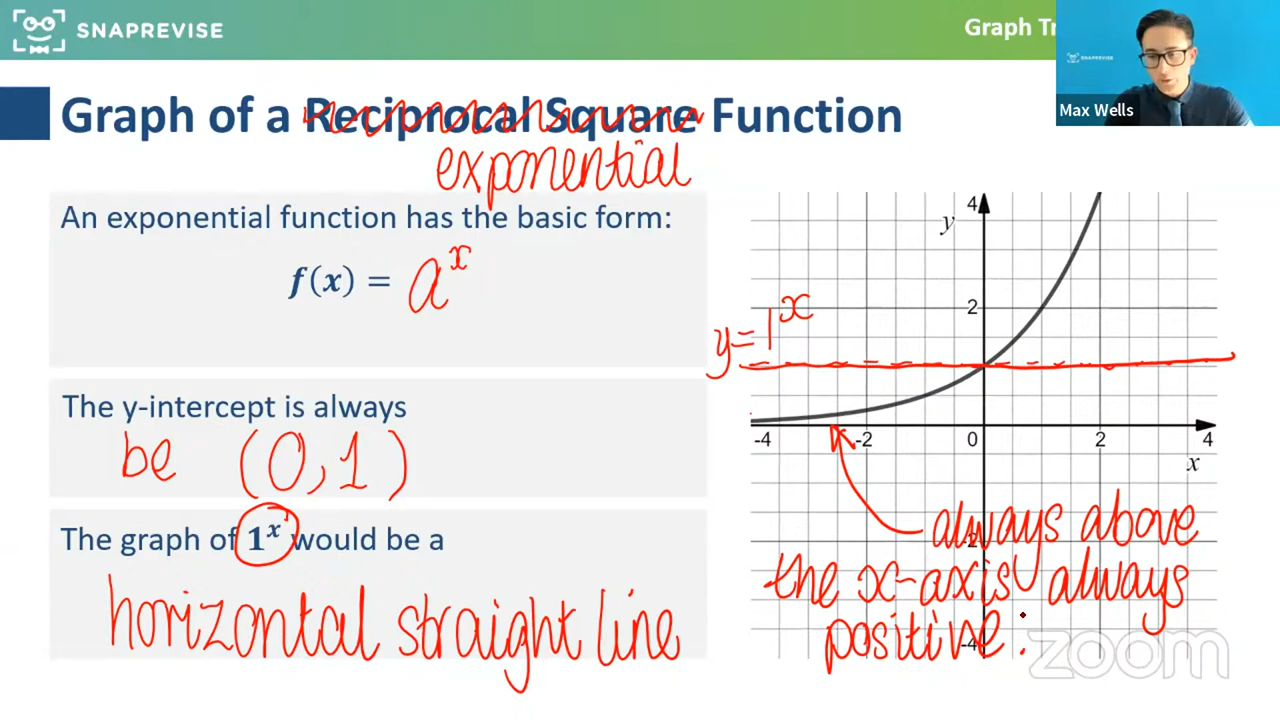 SNAPREVISE
Graph Tr
SNAPREVISE
Max Wells
Graph of a Reciprocal Square Function
exponential
An exponential function has the basic form:
f(x) = a^x
The y-intercept is always
be (0,1)
The graph of 1^x would be a
horizontal straight line
y
4
2
y=1^x
-4 -2 0 2 4
x
-2
-4
always above
the x-axis always
positive.
zoom